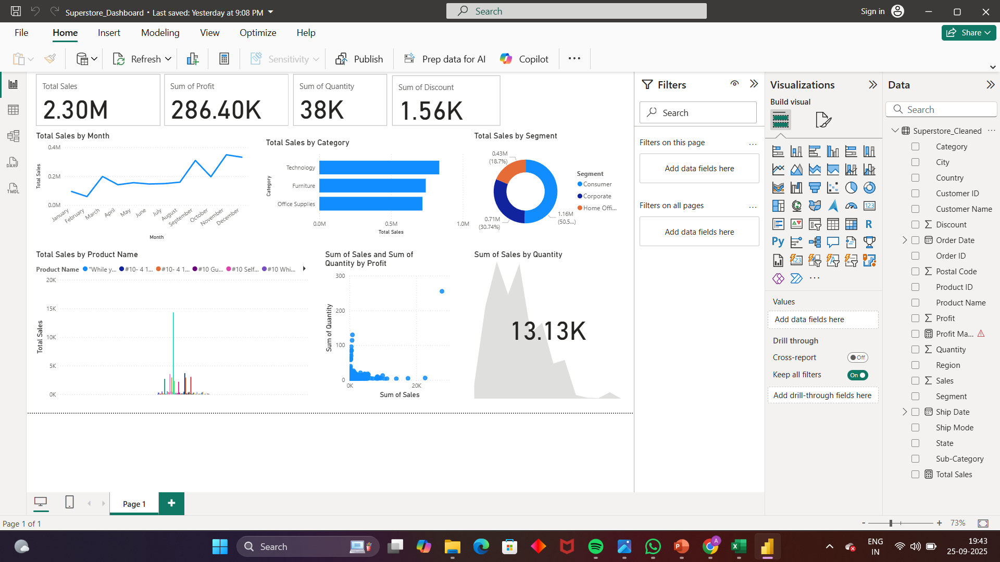 Superstore_Dashboard • Last saved: Yesterday at 9:08 PM
Search
Sign in
File
Home
Insert
Modeling
View
Optimize
Help
Share
Refresh
Sensitivity
Publish
Prep data for AI
Copilot
Total Sales
2.30M
Sum of Profit
286.40K
Sum of Quantity
38K
Sum of Discount
1.56K
Total Sales by Month
0.4M
0.2M
0.0M
Total Sales
January
February
March
April
May
June
July
August
September
October
November
December
Month
Total Sales by Category
Category
Technology
Furniture
Office Supplies
0.0M
0.5M
1.0M
Total Sales
Total Sales by Segment
0.43M
(18.7%)
0.71M
(30.74%)
1.16M
(50.5...)
Segment
Consumer
Corporate
Home Offi...
Total Sales by Product Name
Product Name
"While y...
#10- 4 1...
#10- 4 1...
#10 Gu...
#10 Self...
#10 Whi...
20K
15K
10K
5K
0K
Total Sales
Sum of Sales and Sum of
Quantity by Profit
300
200
100
0
Sum of Quantity
0K
20K
Sum of Sales
Sum of Sales by Quantity
13.13K
Filters
Search
Filters on this page
...
Add data fields here
Filters on all pages
...
Add data fields here
Visualizations
Build visual
123
R
Py
123
...
Values
Add data fields here
Drill through
Cross-report
Off
Keep all filters
On
Add drill-through fields here
Data
Search
Superstore_Cleaned
...
Category
City
Country
Customer ID
Customer Name
Discount
Order Date
Order ID
Postal Code
Product ID
Product Name
Profit
Profit Ma...
Quantity
Region
Sales
Segment
Ship Date
Ship Mode
State
Sub-Category
Total Sales
DAX
TMDL
Page 1
Page 1 of 1
- + 73%
Search
ENG
IN
19:43
25-09-2025